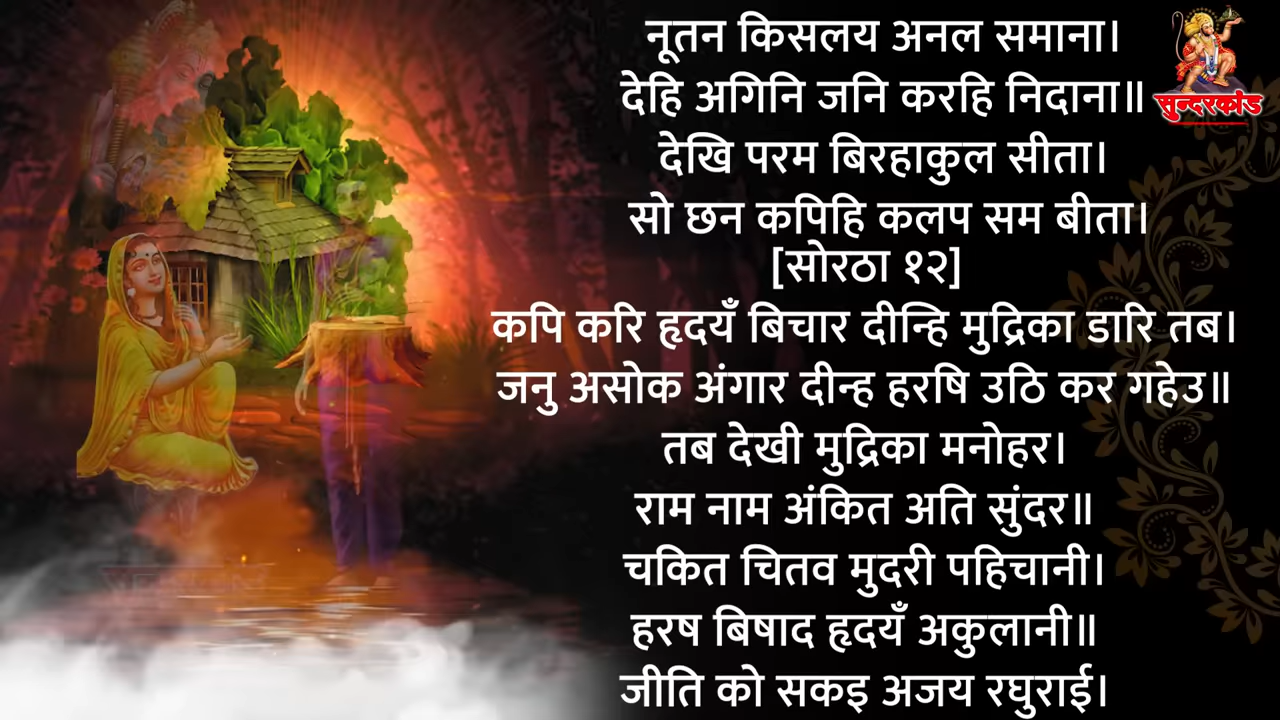 नूतन किसलय अनल समाना।
देहि अगिनि जनि करहि निदाना॥
देखि परम बिरहाकुल सीता।
सो छन कपिहि कलप सम बीता।
[सोरठा १२]
कपि करि हृदयँ बिचार दीन्हि मुद्रिका डारि तब।
जनु असोक अंगार दीन्ह हरषि उठि कर गहेउ॥
तब देखी मुद्रिका मनोहर।
राम नाम अंकित अति सुंदर॥
चकित चितव मुदरी पहिचानी।
हरष बिषाद हृदयँ अकुलानी॥
जीति को सकइ अजय रघुराई।
सुन्दरकांड